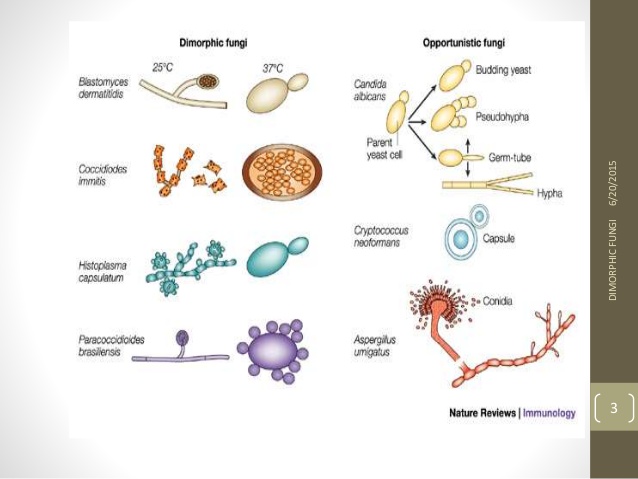 Dimorphic fungi
25°C
37°C
Blastomyces
dermatitidis
Coccidiodes
immitis
Histoplasma
capsulatum
Paracoccidioides
brasiliensis
Opportunistic fungi
Candida
albicans
Parent
yeast cell
Budding yeast
Pseudohypha
Germ-tube
Hypha
Cryptococcus
neoformans
Capsule
Aspergillus
umigatus
Conidia
Nature Reviews | Immunology
DIMORPHIC FUNGI 6/20/2015
3